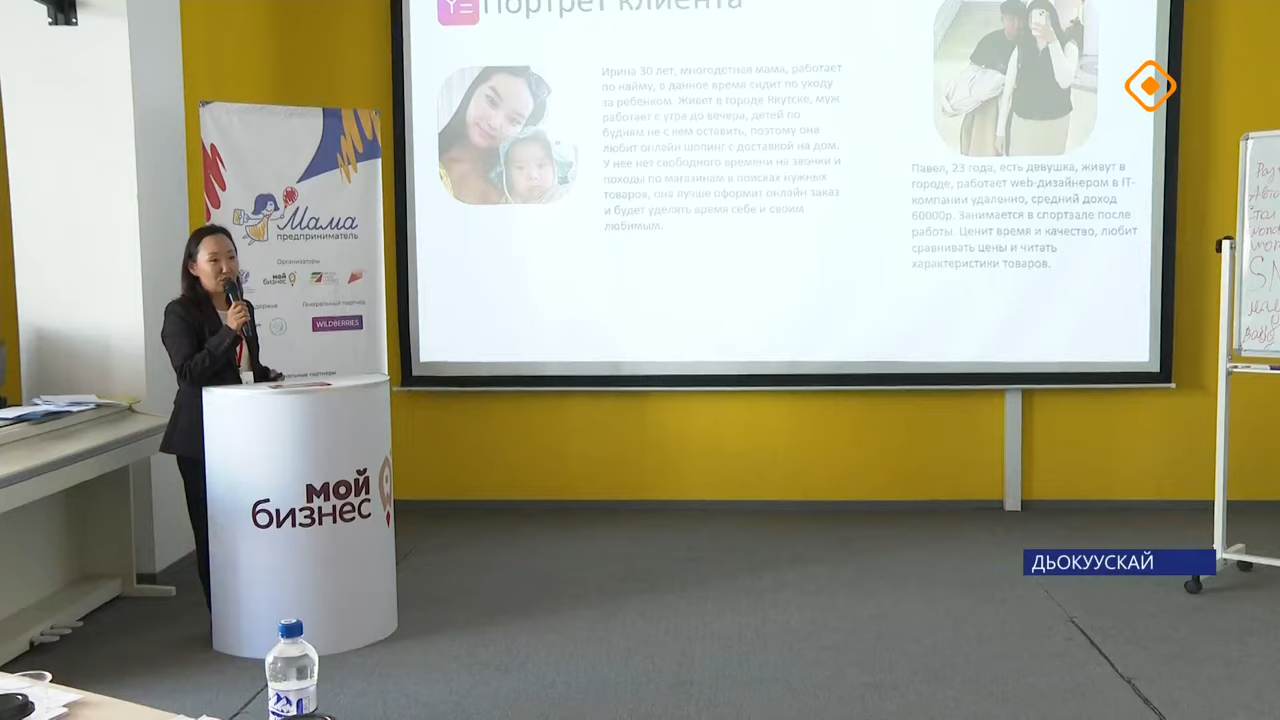 Портрет клиента
Ирина 30 лет, многодетная мама, работает
по найму, в данное время сидит по уходу
за ребенком. Живет в городе Якутске, муж
работает с утра до вечера, детей по
будням не с кем оставить, поэтому она
любит онлайн шопинг с доставкой на дом.
У нее нет свободного времени на звонки и
походы по магазинам в поисках нужных
товаров, она лучше оформит онлайн заказ
и будет уделять время себе и своим
любимым.
Павел, 23 года, есть девушка, живут в
городе, работает web-дизайнером в IT-
компании удаленно, средний доход
60000р. Занимается в спортзале после
работы. Ценит время и качество, любит
сравнивать цены и читать
характеристики товаров.
Мама
предприниматель
Организаторы
мой
бизнес
Генеральный партнер
WILDBERRIES
партнеры
мой
бизнес
ДЬОКУУСКАЙ